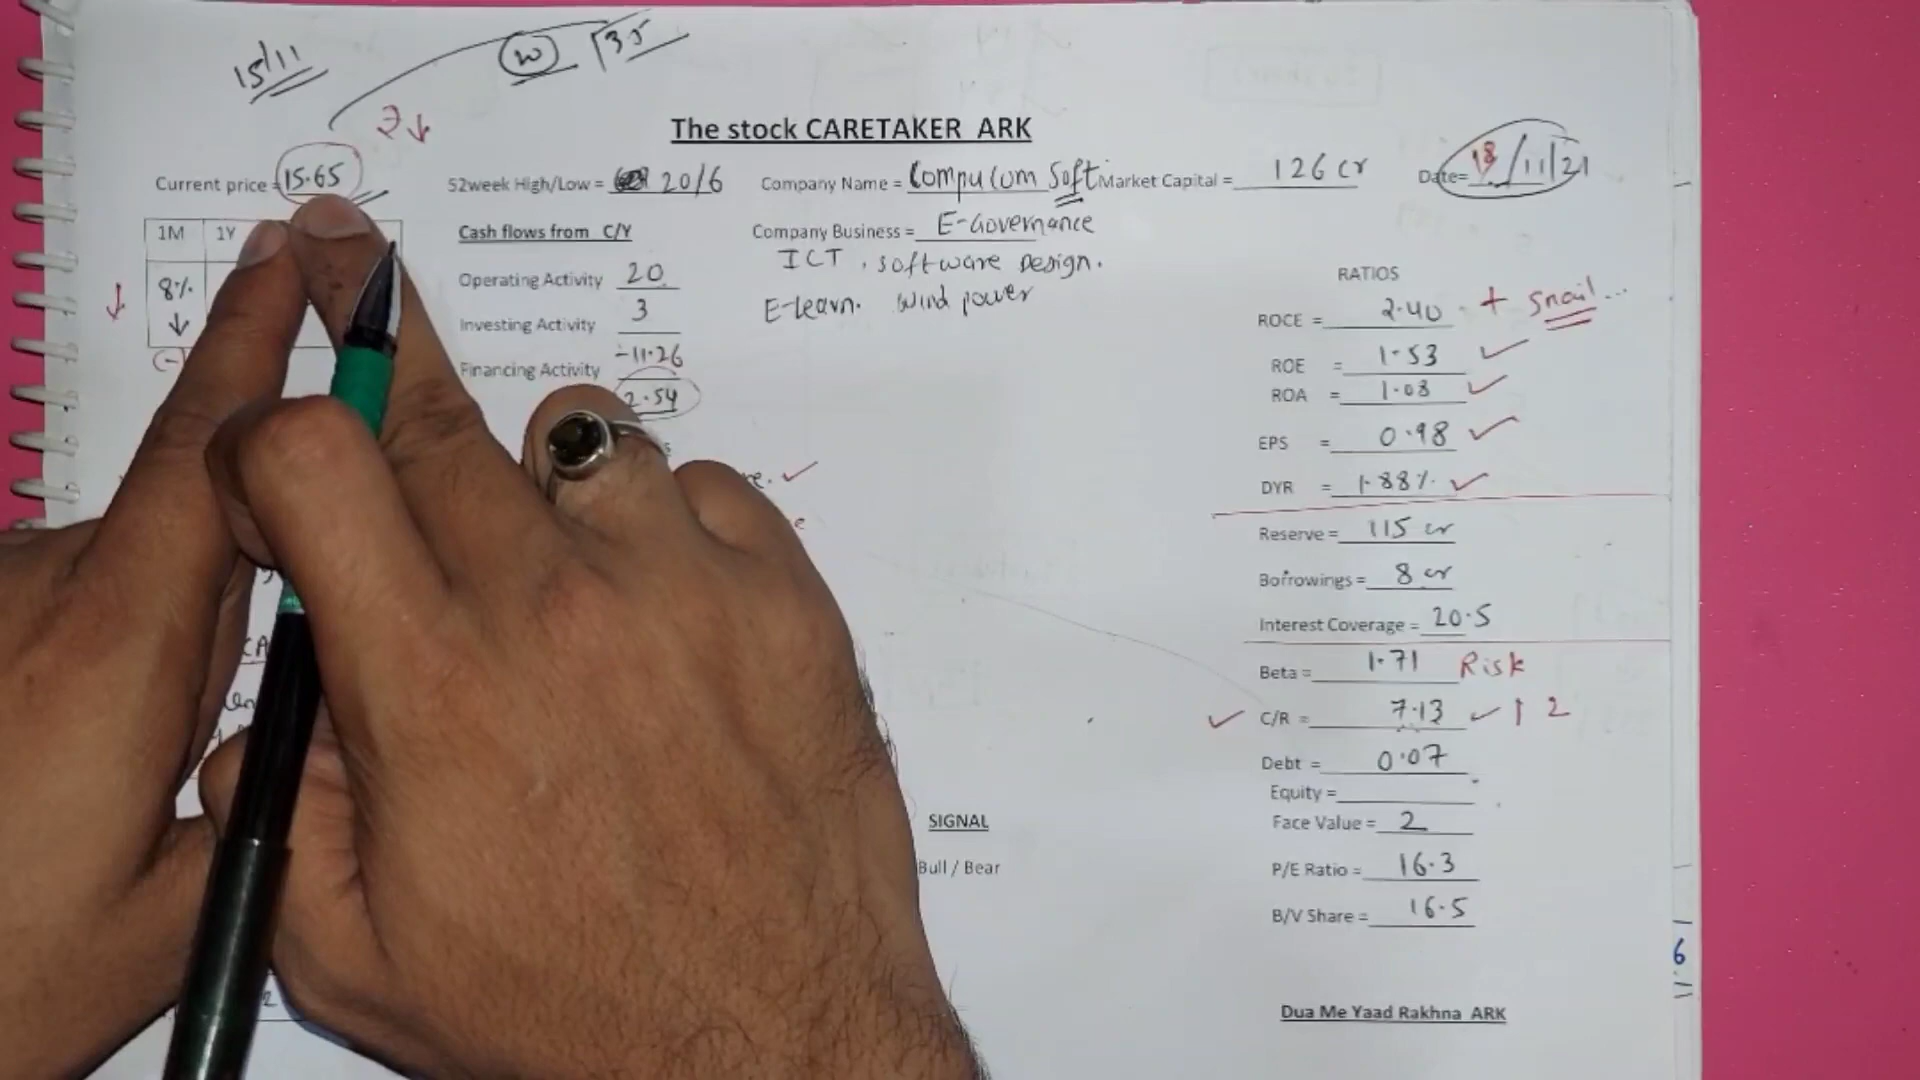 15/11
20 35
₹↓
The stock CARETAKER ARK
Current price = 15.65
52week High/Low = 20/6
Company Name = Compucom Soft
Market Capital = 126 cr
Date= 18/11/21
1M 1Y
8%
↓
(-)
Cash flows from C/Y
Operating Activity 20
Investing Activity 3
Financing Activity -11.26
2.54
Company Business = E-Governance
ICT, software Design.
E-learn. wind power
RATIOS
ROCE = 2.40 + Snail...
ROE = 1.53 ✓
ROA = 1.08 ✓
EPS = 0.98 ✓
DYR = 1.88% ✓
Reserve = 115 cr
Borrowings = 8 cr
Interest Coverage = 20.5
Beta = 1.71 Risk
✓ C/R = 7.13 ✓ 1 2
Debt = 0.07
Equity =
Face Value = 2
P/E Ratio = 16.3
B/V Share = 16.5
SIGNAL
Bull / Bear
6
Dua Me Yaad Rakhna ARK